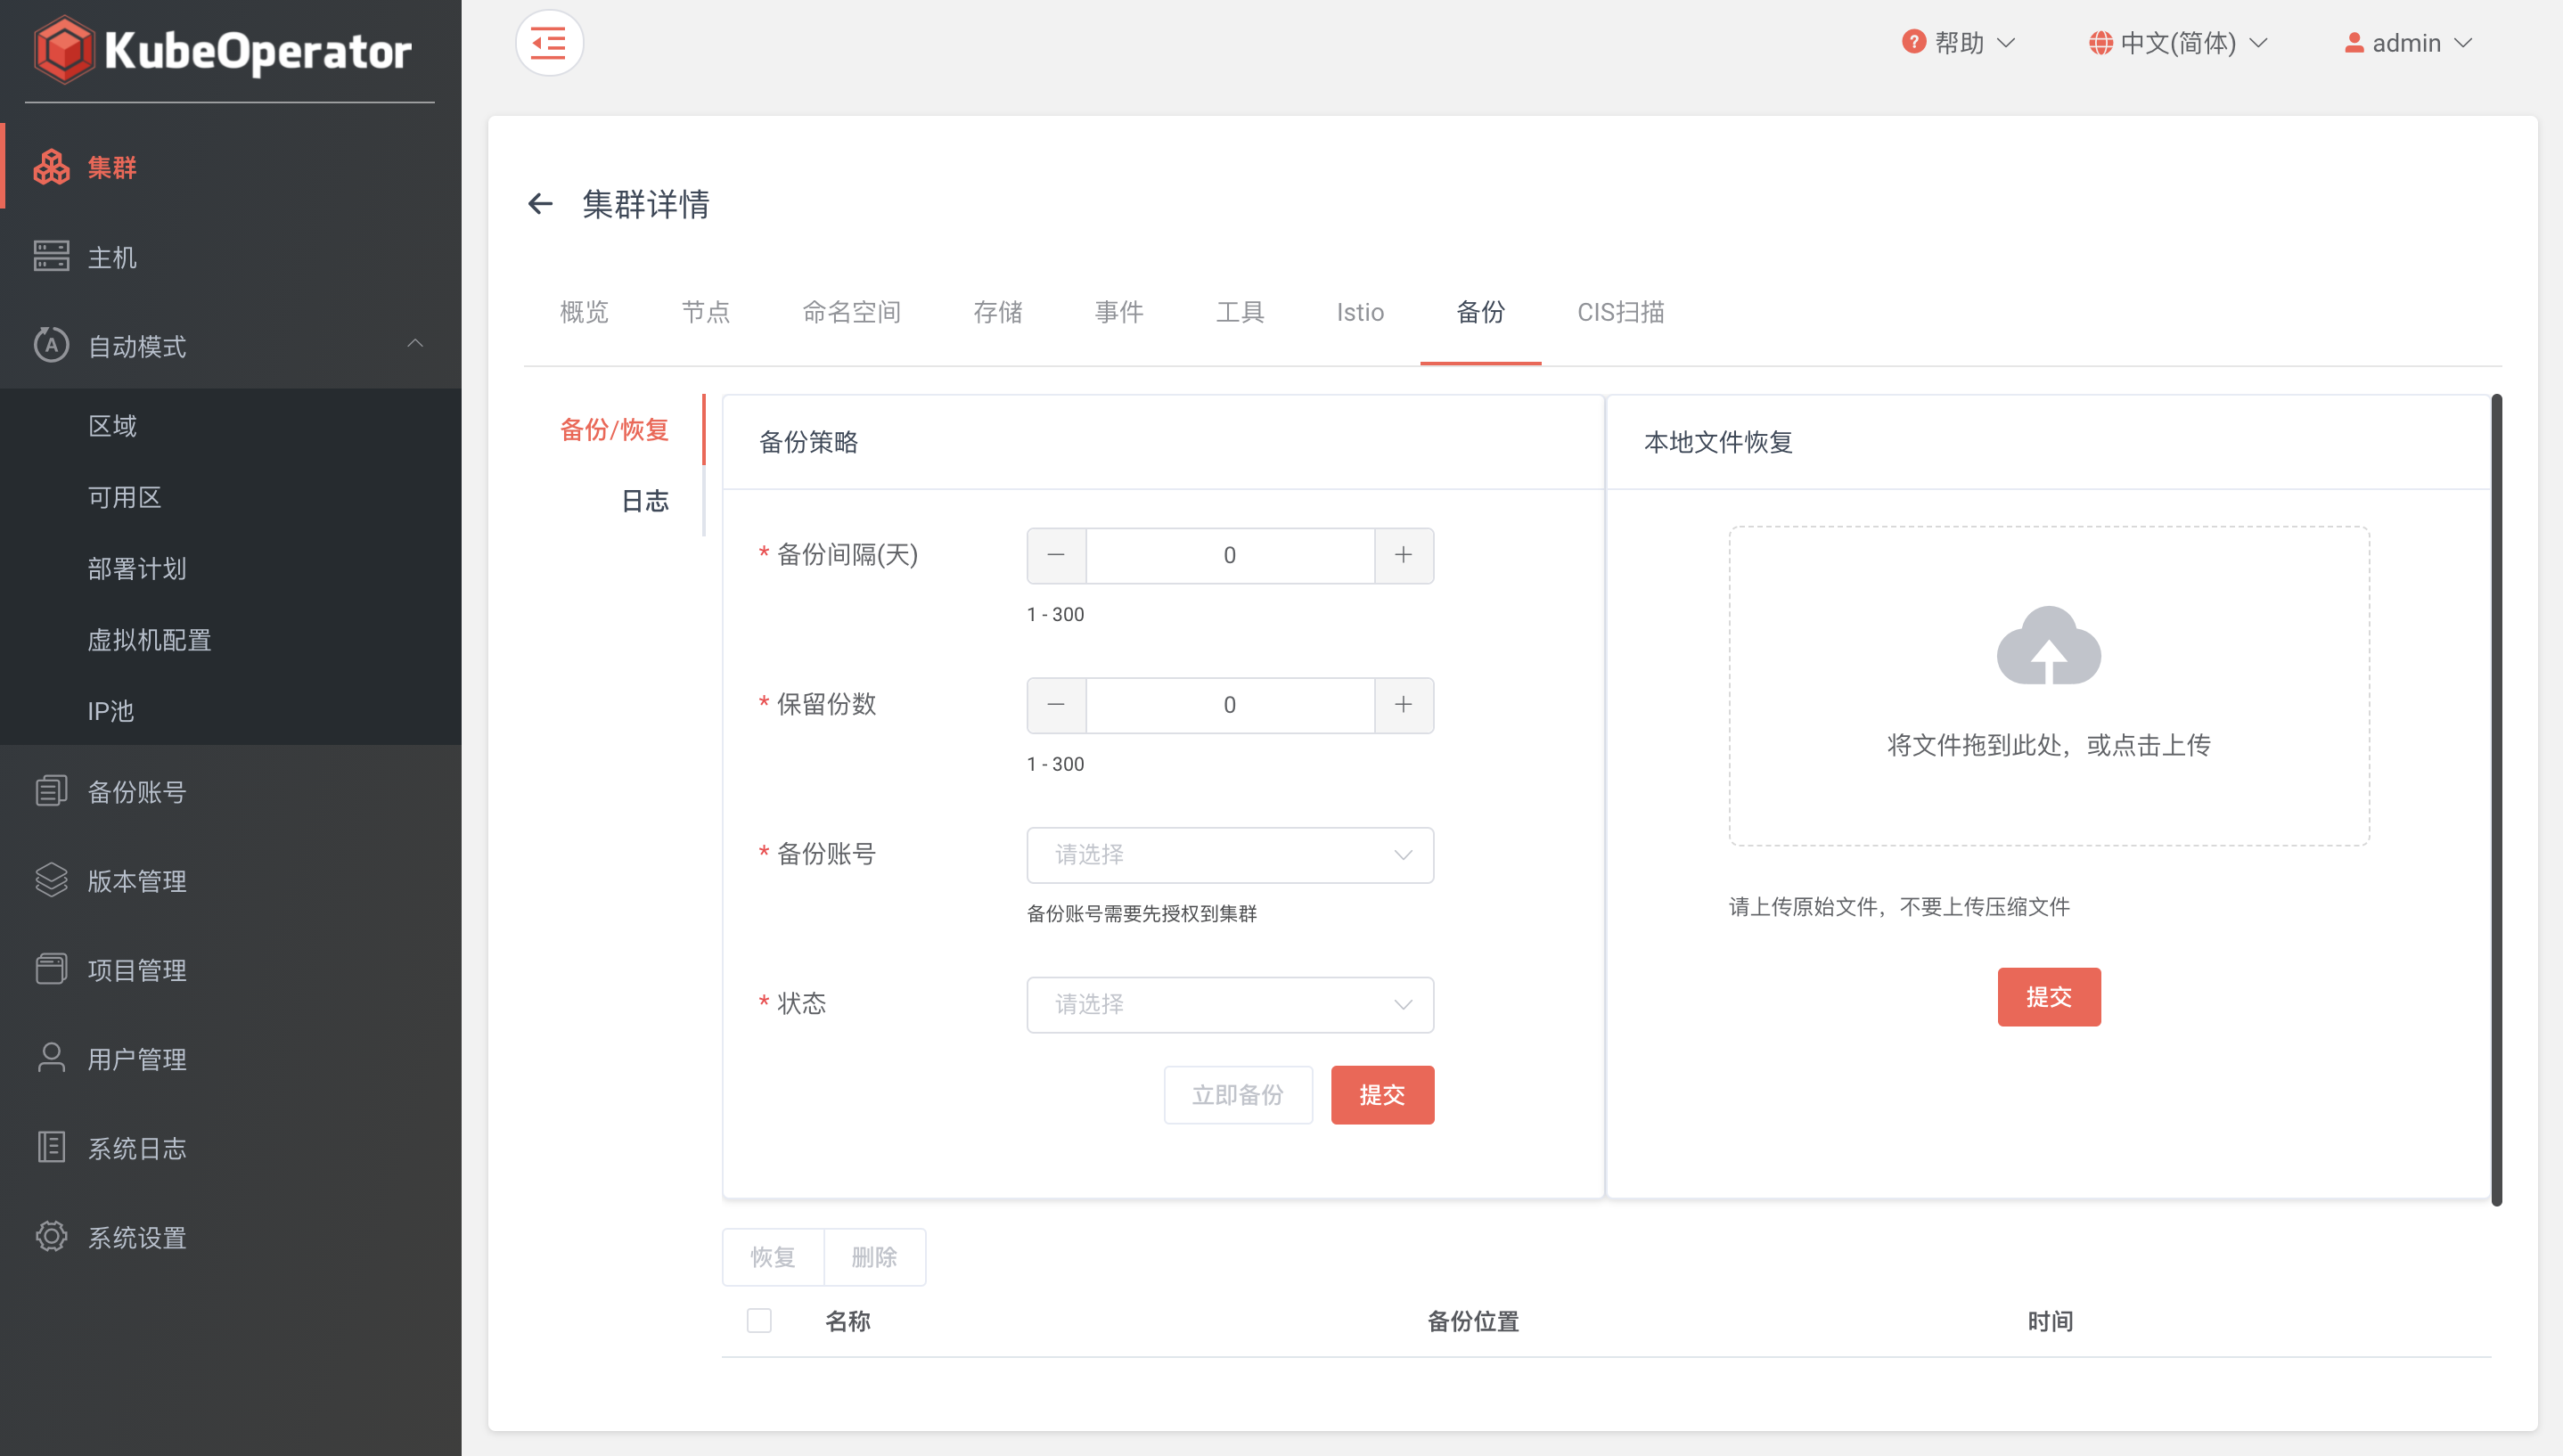 KubeOperator
帮助
中文(简体)
admin
集群
主机
自动模式
区域
可用区
部署计划
虚拟机配置
IP池
备份账号
版本管理
项目管理
用户管理
系统日志
系统设置
集群详情
概览
节点
命名空间
存储
事件
工具
Istio
备份
CIS扫描
备份/恢复
日志
备份策略
* 备份间隔(天)
0
1 - 300
* 保留份数
0
1 - 300
* 备份账号
请选择
备份账号需要先授权到集群
* 状态
请选择
立即备份
提交
本地文件恢复
将文件拖到此处，或点击上传
请上传原始文件，不要上传压缩文件
提交
恢复
删除
名称
备份位置
时间